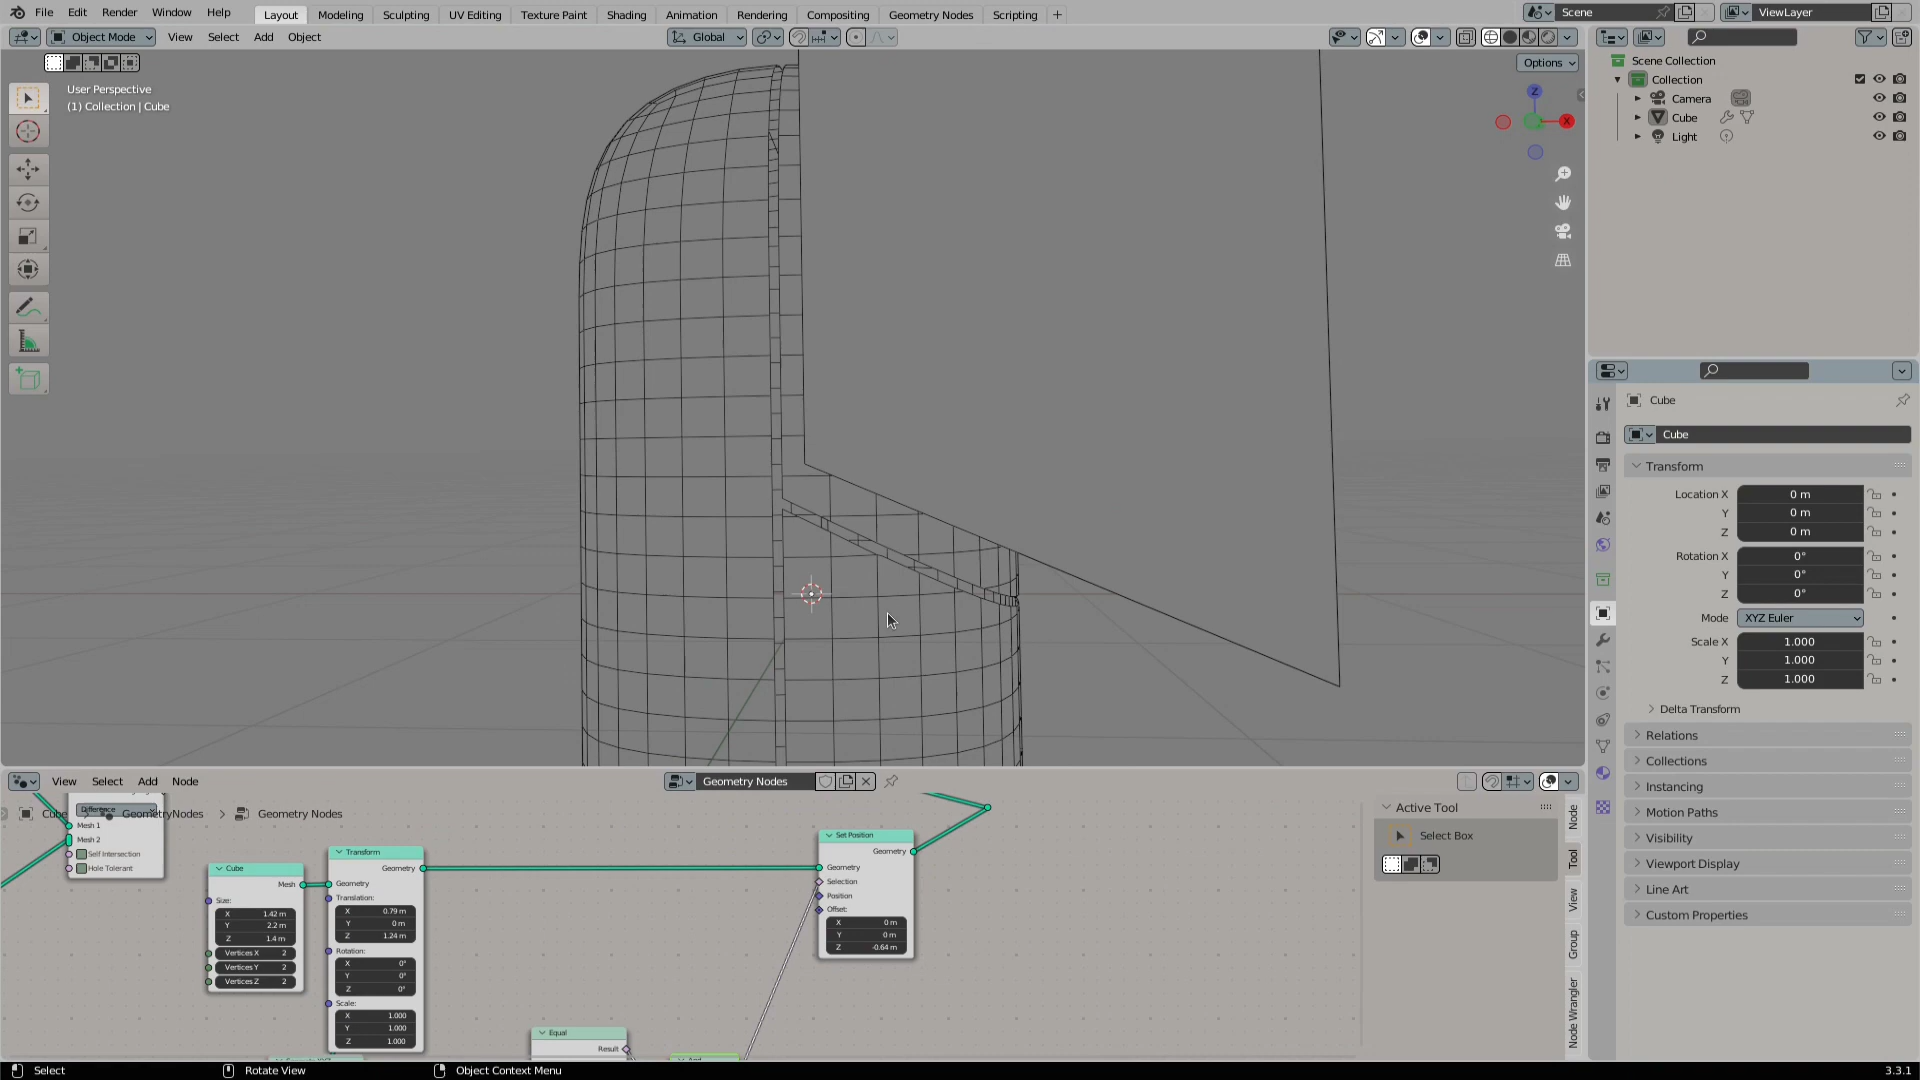 File Edit Render Window Help Layout Modeling Sculpting UV Editing Texture Paint Shading Animation Rendering Compositing Geometry Nodes Scripting + Scene ViewLayer
Object Mode View Select Add Object Global
Options
User Perspective
(1) Collection | Cube
Z
X
Scene Collection
Collection
Camera
Cube
Light
Cube
Cube
Transform
Location X 0 m
Y 0 m
Z 0 m
Rotation X 0°
Y 0°
Z 0°
Mode XYZ Euler
Scale X 1.000
Y 1.000
Z 1.000
Delta Transform
Relations
Collections
Instancing
Motion Paths
Visibility
Viewport Display
Line Art
Custom Properties
View Select Add Node Geometry Nodes
Cube GeometryNodes Geometry Nodes
Difference
Mesh 1
Mesh 2
Self Intersection
Hole Tolerant
Cube
Mesh
Size:
X 1.42 m
Y 2.2 m
Z 1.4 m
Vertices X 2
Vertices Y 2
Vertices Z 2
Transform
Geometry
Geometry
Translation:
X 0.79 m
Y 0 m
Z 1.24 m
Rotation:
X 0°
Y 0°
Z 0°
Scale:
X 1.000
Y 1.000
Z 1.000
Equal
Result
Set Position
Geometry
Geometry
Selection
Position
Offset:
X 0 m
Y 0 m
Z -0.64 m
Active Tool
Select Box
Node
Tool
View
Group
Node Wrangler
Select Rotate View Object Context Menu 3.3.1